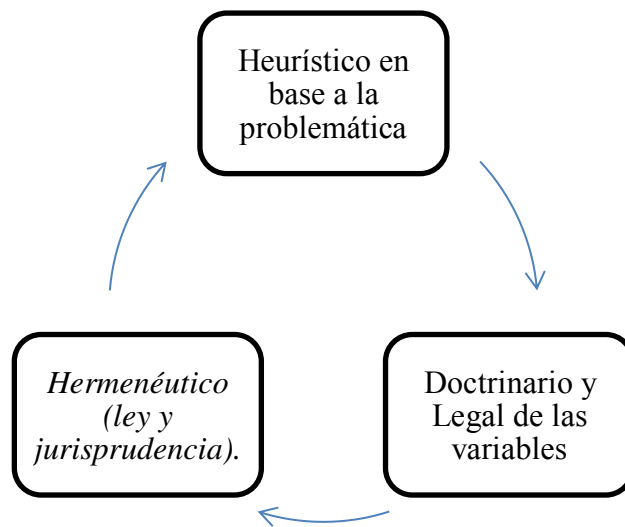 Heurístico en
base a la
problemática
Doctrinario y
Legal de las
variables
Hermenéutico
(ley y
jurisprudencia).